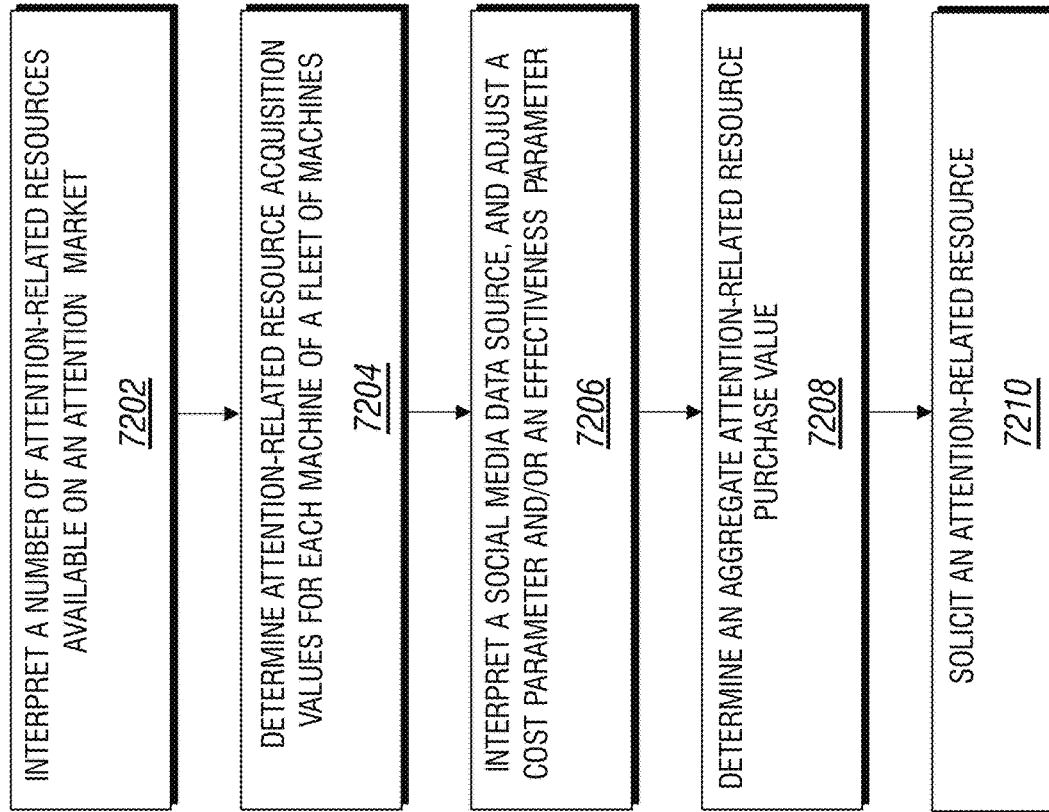 INTERPRET A NUMBER OF ATTENTION-RELATED RESOURCES
AVAILABLE ON AN ATTENTION MARKET
7202
DETERMINE ATTENTION-RELATED RESOURCE ACQUISITION
VALUES FOR EACH MACHINE OF A FLEET OF MACHINES
7204
INTERPRET A SOCIAL MEDIA DATA SOURCE, AND ADJUST A
COST PARAMETER AND/OR AN EFFECTIVENESS PARAMETER
7206
DETERMINE AN AGGREGATE ATTENTION-RELATED RESOURCE
PURCHASE VALUE
7208
SOLICIT AN ATTENTION-RELATED RESOURCE
7210